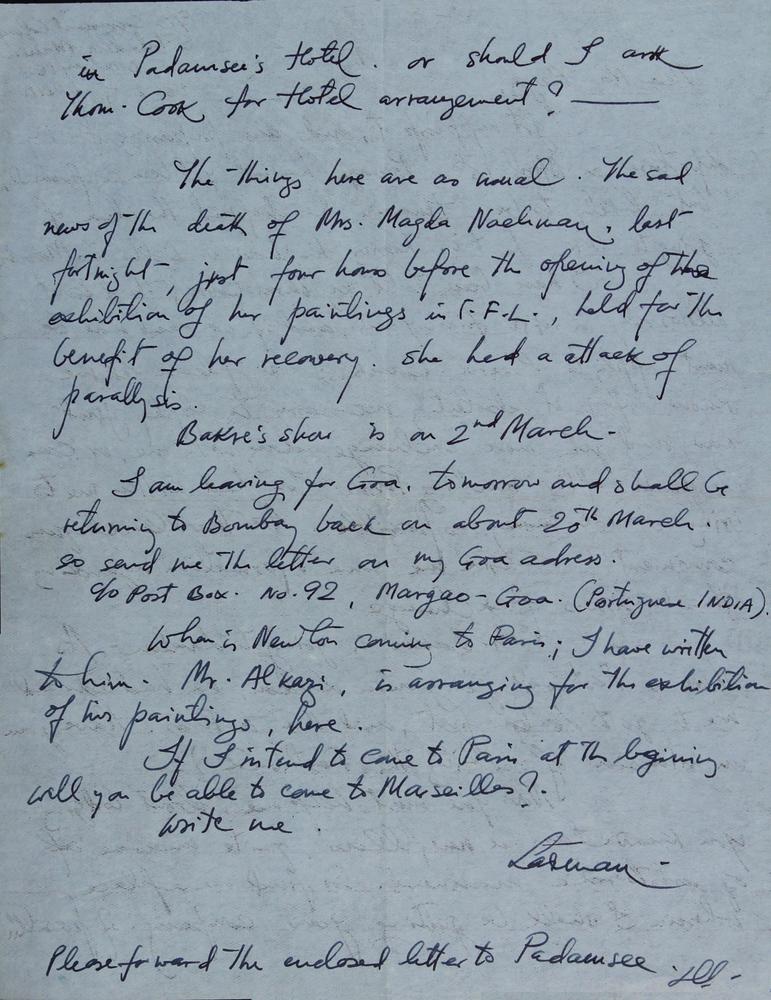 in Padamsee's Hotel. or should I ask
Thom. Cook for Hotel arrangement? —
The things here are as usual. The sad
news of the death of Mrs. Magda Nachman, last
fortnight, just four hours before the opening of the
exhibition of her paintings in I.F.L., held for the
benefit of her recovery. she had a attack of
parallysis.
Bakre's show is on 2nd March -
I am leaving for Goa, tomorrow and shall be
returning to Bombay back on about 20th March.
so send me the letter on my Goa adress.
c/o Post Box. No. 92, Margao - Goa. (Portuguese INDIA).
When is Newton coming to Paris; I have written
to him. Mr. Alkazi, is arranging for the exhibition
of his paintings, here.
If I intend to come to Paris at the bgining
will you be able to come to Marseilles?.
write me.
Laxman -
Please forward the enclosed letter to Padamsee.